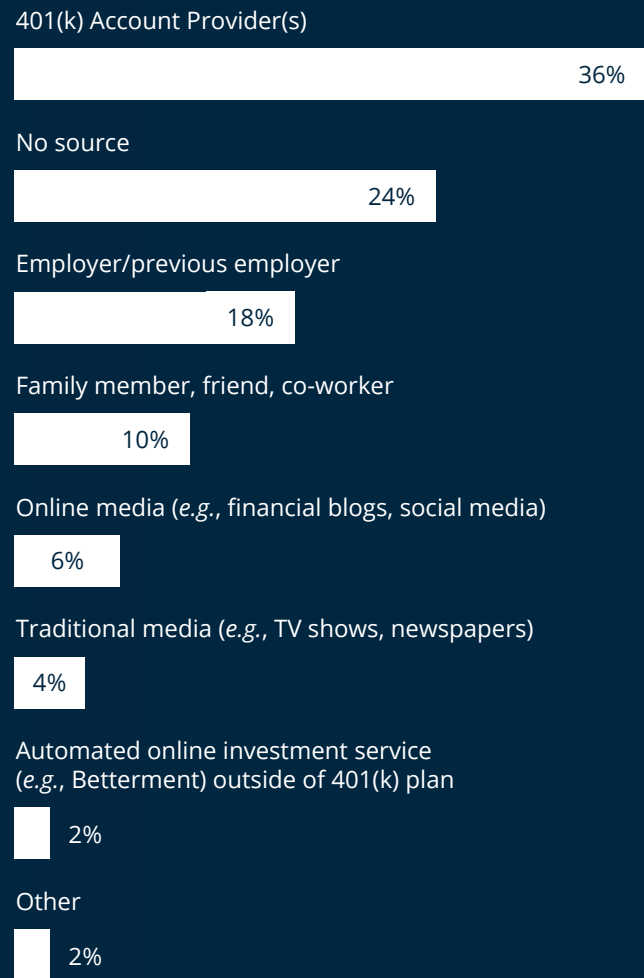 401(k) Account Provider(s)
36%
No source
24%
Employer/previous employer
18%
Family member, friend, co-worker
10%
Online media (e.g., financial blogs, social media)
6%
Traditional media (e.g., TV shows, newspapers)
4%
Automated online investment service
(e.g., Betterment) outside of 401(k) plan
2%
Other
2%